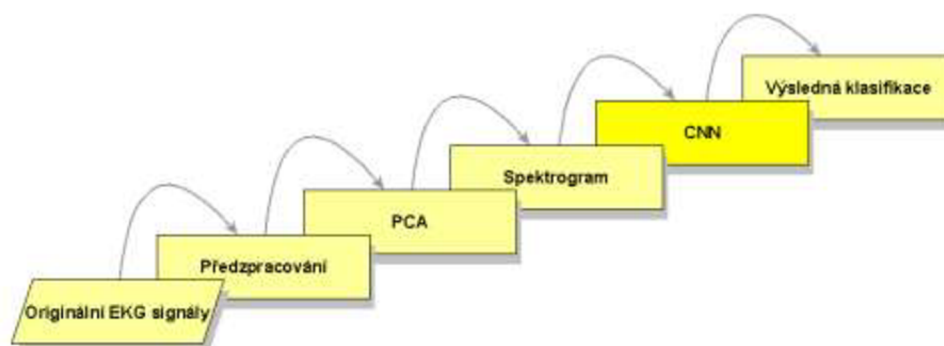 Originální EKG signály
Předzpracování
PCA
Spektrogram
CNN
Výsledná klasifikace